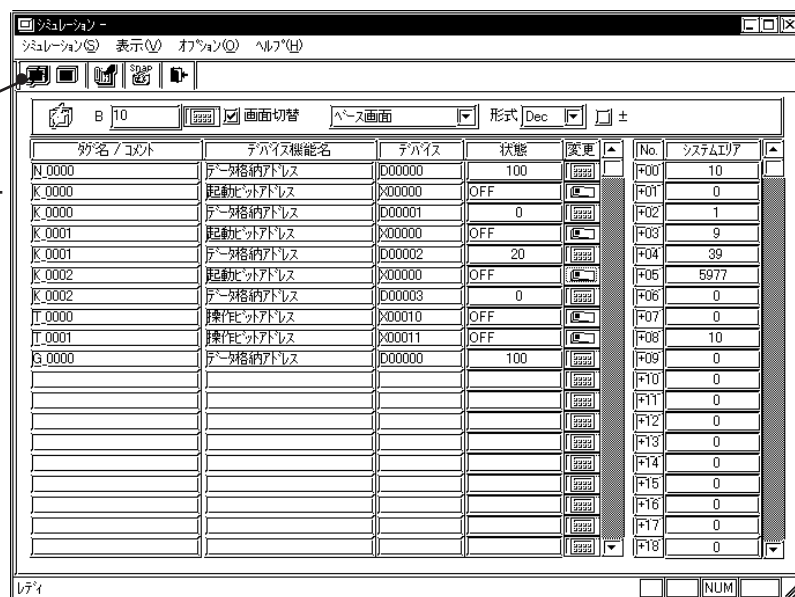 シミュレーション -
シミュレーション(S) 表示(V) オプション(O) ヘルプ(H)
snap
B 10 画面切替 ベース画面 形式 Dec ±
タグ名 / コメント デバイス機能名 デバイス 状態 変更 No. システムエリア
N_0000 データ格納アドレス D00000 100 +00 10
K_0000 起動ビットアドレス X00000 OFF +01 0
K_0000 データ格納アドレス D00001 0 +02 1
K_0001 起動ビットアドレス X00000 OFF +03 9
K_0001 データ格納アドレス D00002 20 +04 39
K_0002 起動ビットアドレス X00000 OFF +05 5977
K_0002 データ格納アドレス D00003 0 +06 0
T_0000 操作ビットアドレス X00010 OFF +07 0
T_0001 操作ビットアドレス X00011 OFF +08 10
G_0000 データ格納アドレス D00000 100 +09 0
+10 0
+11 0
+12 0
+13 0
+14 0
+15 0
+16 0
+17 0
+18 0
レディ NUM